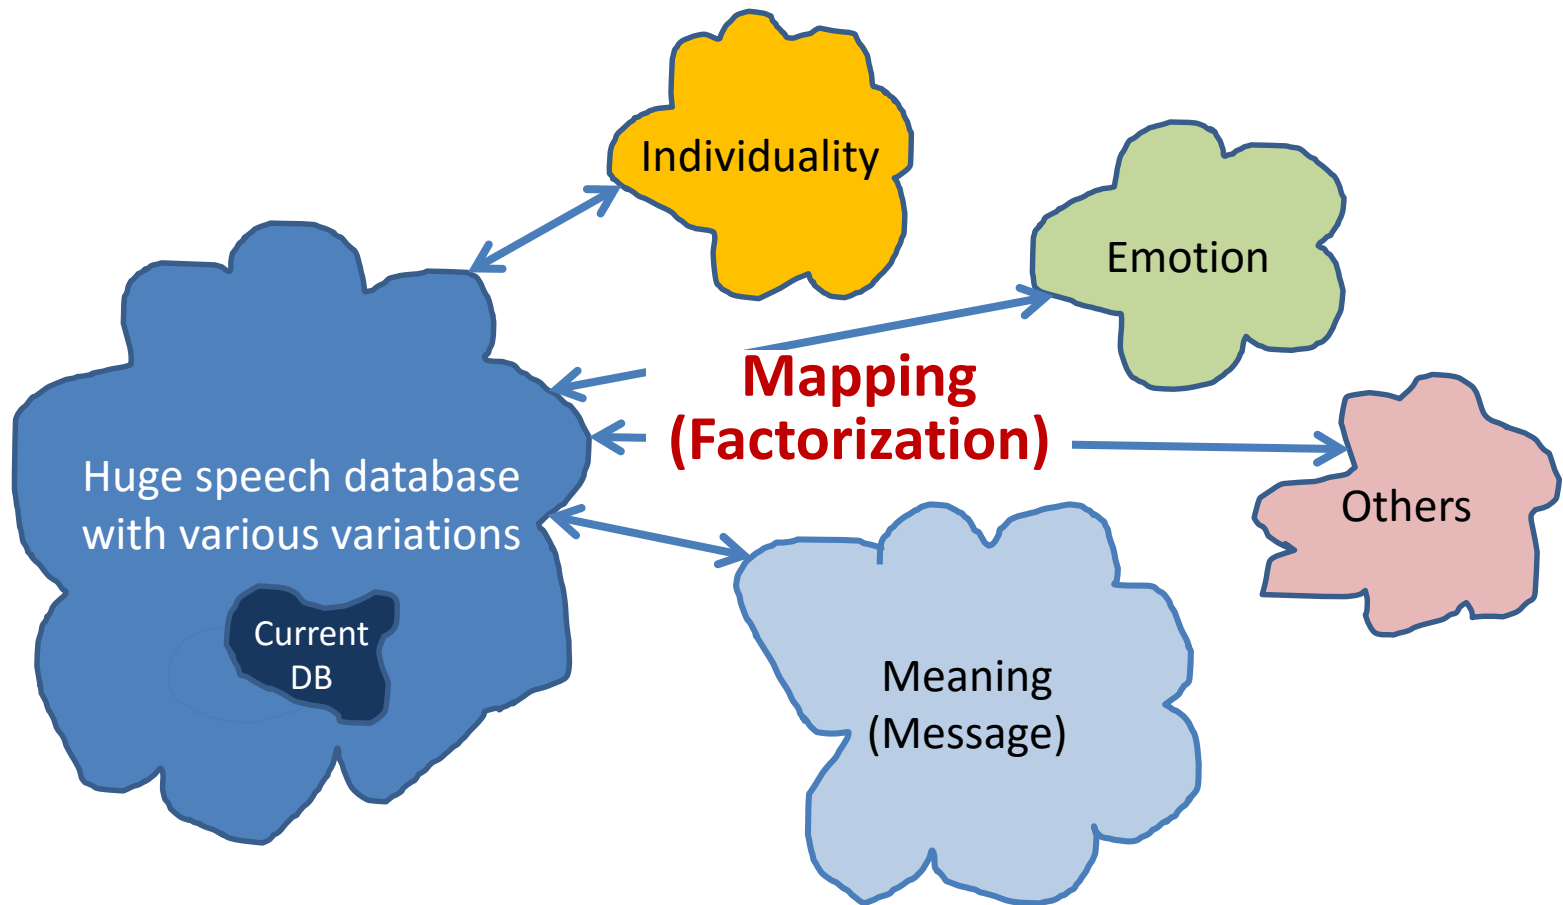 Individuality
Emotion
Mapping
(Factorization)
Huge speech database
with various variations
Others
Current
DB
Meaning
(Message)